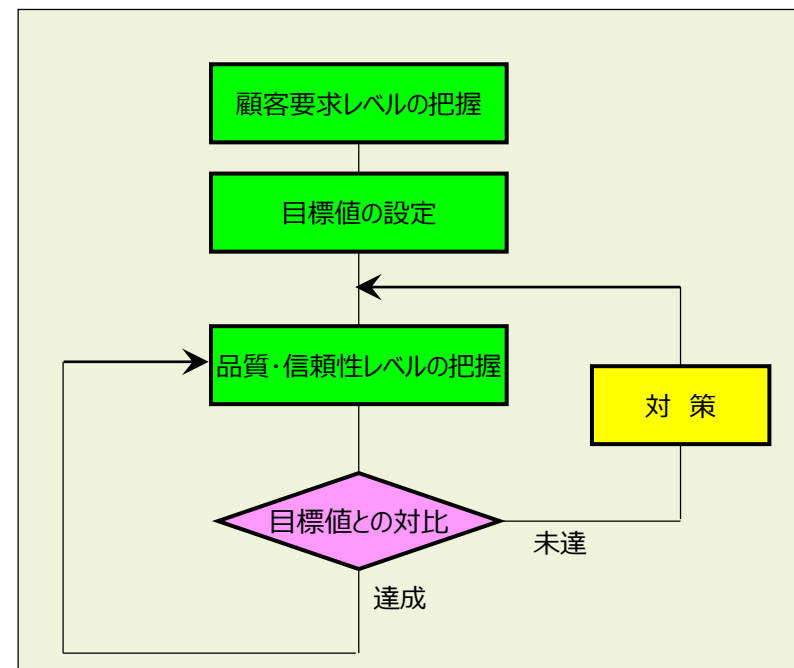 顧客要求レベルの把握
目標値の設定
品質・信頼性レベルの把握
対 策
目標値との対比
未達
達成